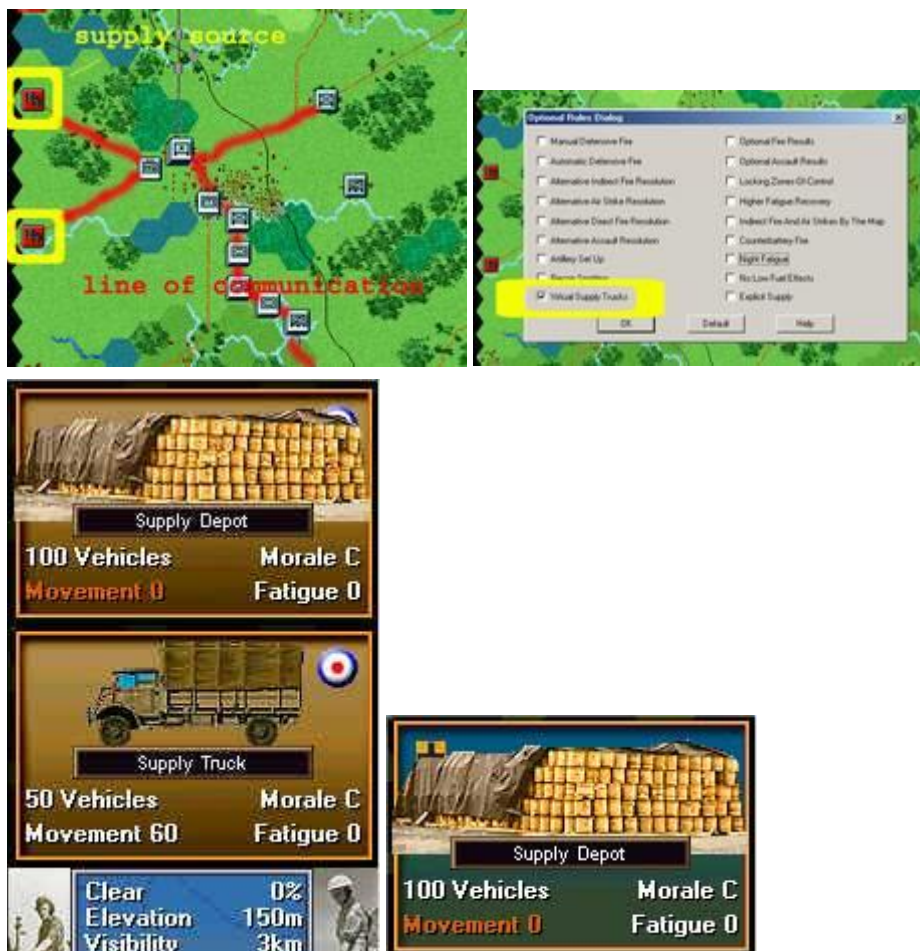 supply source
line of communication
Optional Rules Dialog
Manual Defensive Fire
Optional Fire Results
Automatic Defensive Fire
Optional Assault Results
Alternative Indirect Fire Resolution
Locking Zones Of Control
Alternative Air Strike Resolution
Higher Fatigue Recovery
Alternative Direct Fire Resolution
Indirect Fire And Air Strikes By The Map
Alternative Assault Resolution
Counterbattery Fire
Artillery Set Up
Night Fatigue
No Low Fuel Effects
Virtual Supply Trucks
Explicit Supply
OK
Default
Help
Supply Depot
100 Vehicles
Morale C
Movement 0
Fatigue 0
Supply Truck
50 Vehicles
Morale C
Movement 60
Fatigue 0
Clear 0%
Elevation 150m
Visibility 3km
Supply Depot
100 Vehicles
Morale C
Movement 0
Fatigue 0